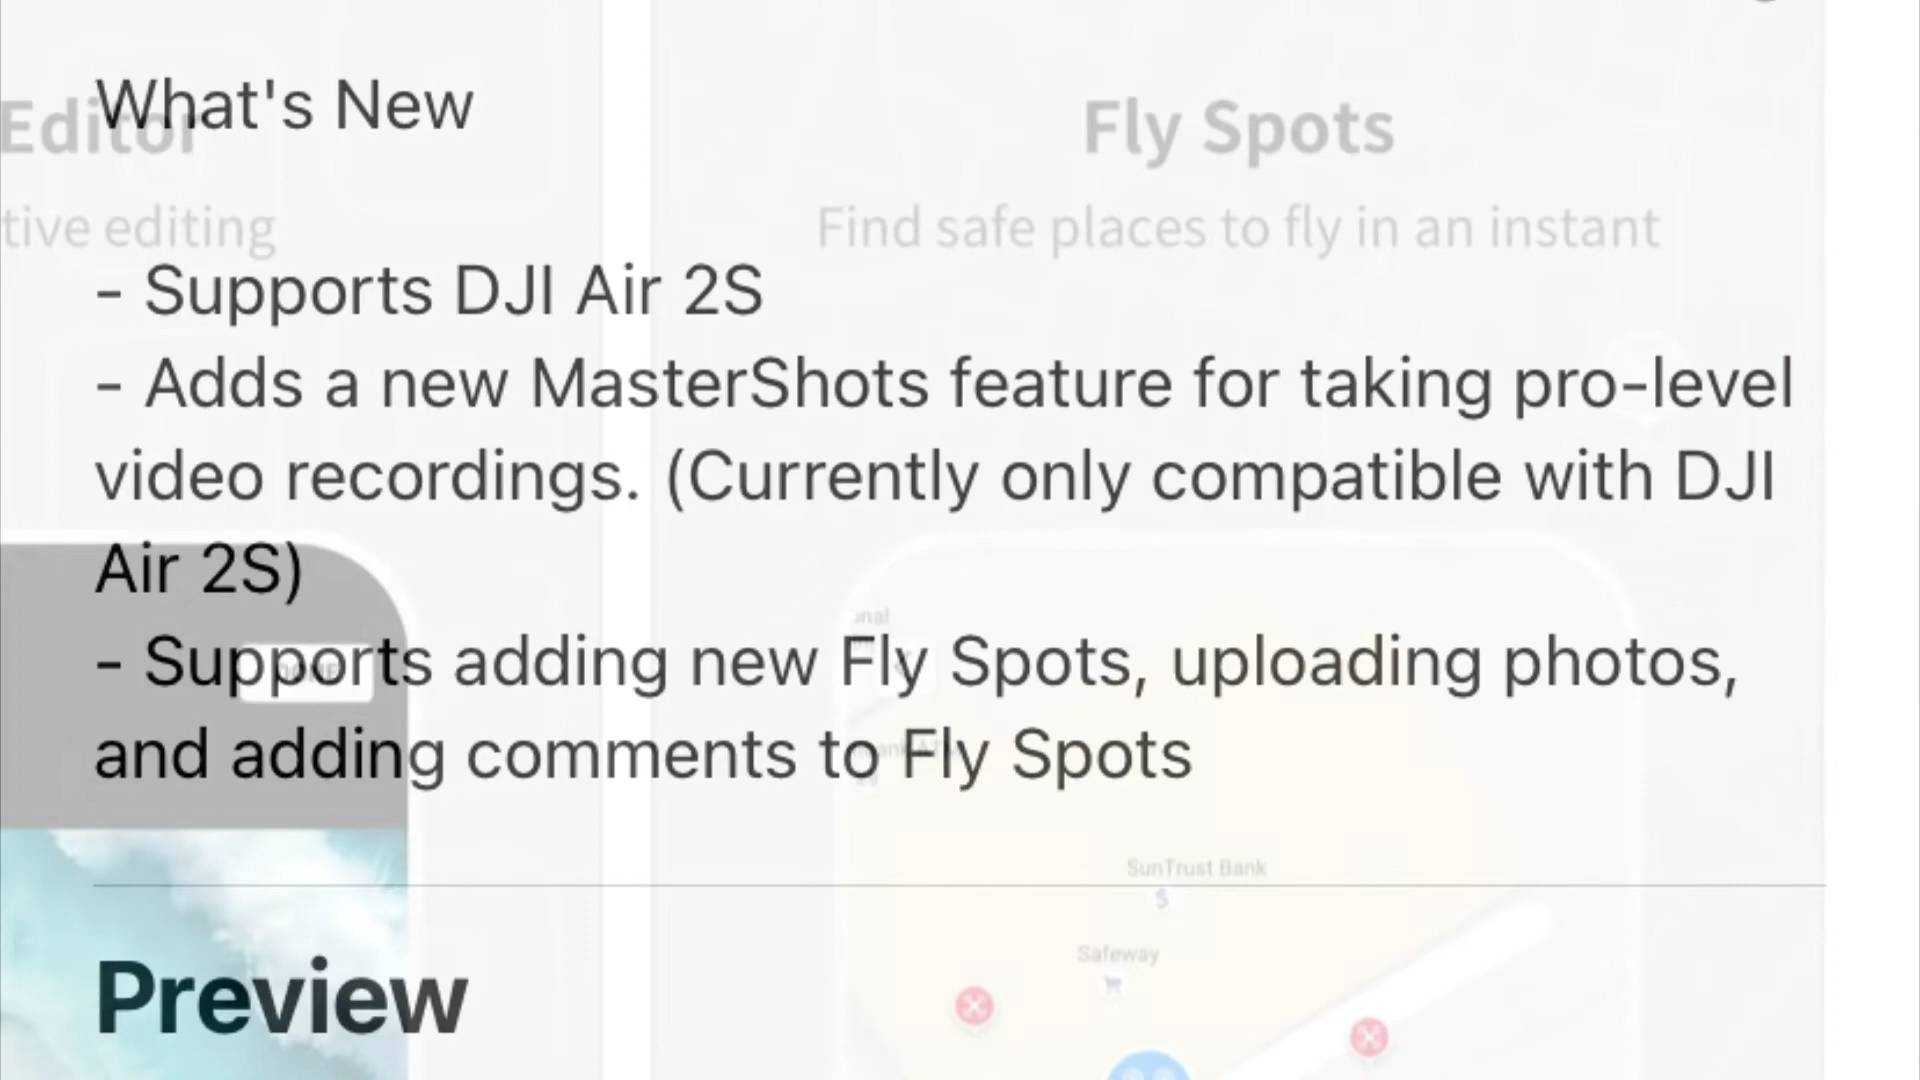 What's New
Editor
Fly Spots
tive editing
Find safe places to fly in an instant
- Supports DJI Air 2S
- Adds a new MasterShots feature for taking pro-level
video recordings. (Currently only compatible with DJI
Air 2S)
- Supports adding new Fly Spots, uploading photos,
and adding comments to Fly Spots
SunTrust Bank
$
Safeway
Preview